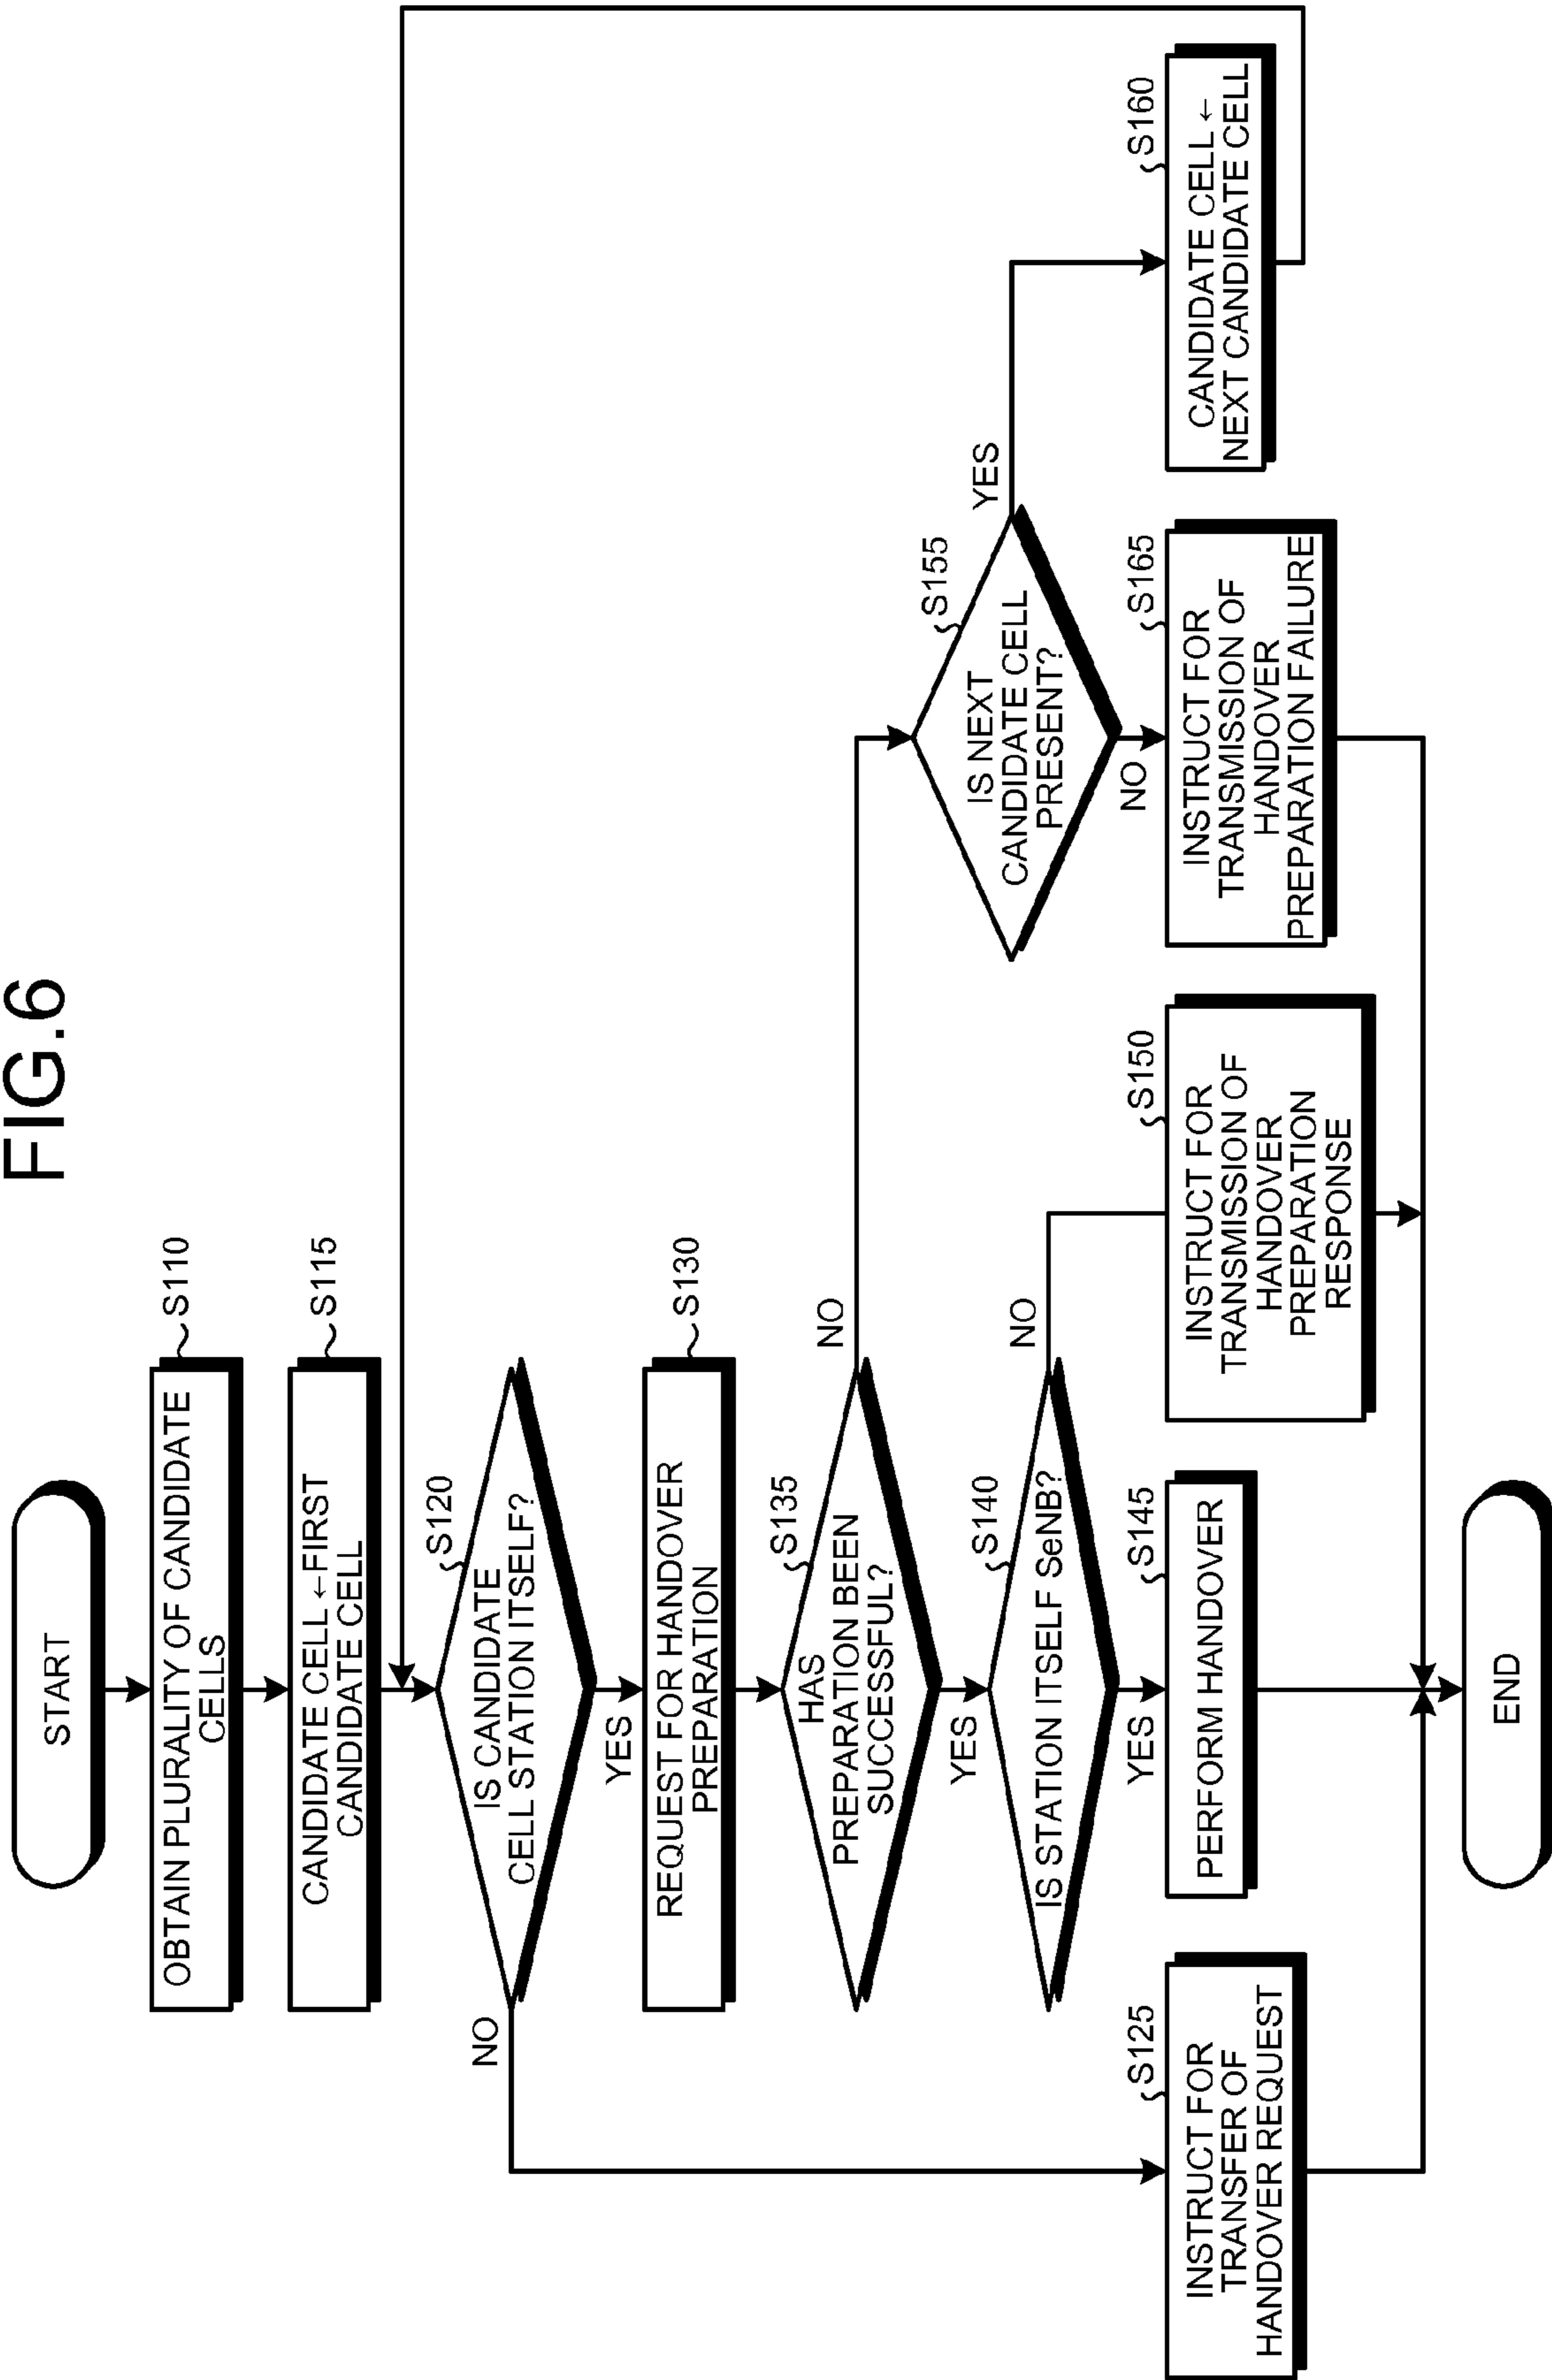 FIG.6
START
OBTAIN PLURALITY OF CANDIDATE
CELLS
S110
CANDIDATE CELL ←FIRST
CANDIDATE CELL
S115
IS CANDIDATE
CELL STATION ITSELF?
S120
NO
YES
REQUEST FOR HANDOVER
PREPARATION
S130
HAS
PREPARATION BEEN
SUCCESSFUL?
S135
NO
YES
IS STATION ITSELF SeNB?
S140
NO
YES
IS NEXT
CANDIDATE CELL
PRESENT?
S155
YES
NO
INSTRUCT FOR
TRANSFER OF
HANDOVER REQUEST
S125
PERFORM HANDOVER
S145
INSTRUCT FOR
TRANSMISSION OF
HANDOVER
PREPARATION
RESPONSE
S150
INSTRUCT FOR
TRANSMISSION OF
HANDOVER
PREPARATION FAILURE
S165
CANDIDATE CELL ←
NEXT CANDIDATE CELL
S160
END